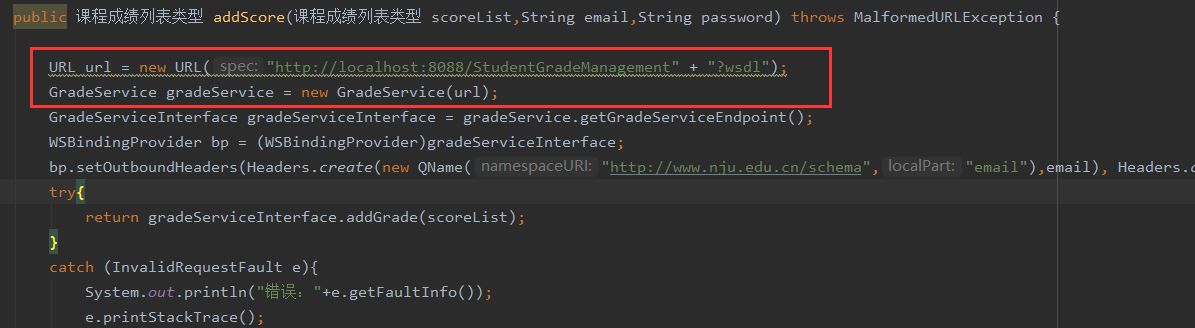 public 课程成绩列表类型 addScore(课程成绩列表类型 scoreList,String email,String password) throws MalformedURLException {
URL url = new URL( spec: "http://localhost:8088/StudentGradeManagement" + "?wsdl");
GradeService gradeService = new GradeService(url);
GradeServiceInterface gradeServiceInterface = gradeService.getGradeServiceEndpoint();
WSBindingProvider bp = (WSBindingProvider)gradeServiceInterface;
bp.setOutboundHeaders(Headers.create(new QName( namespaceURI: "http://www.nju.edu.cn/schema", localPart: "email"),email), Headers.c
try{
return gradeServiceInterface.addGrade(scoreList);
}
catch (InvalidRequestFault e){
System.out.println("错误："+e.getFaultInfo());
e.printStackTrace();